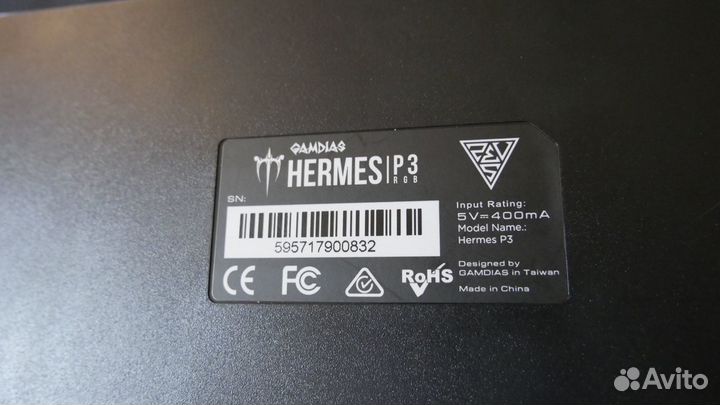 GAMDIAS
HERMES P3
RGB
SN:
595717900832
Input Rating:
5V⎓400mA
Model Name.:
Hermes P3
Designed by
GAMDIAS in Taiwan
Made in China
CE FC RoHS
Avito